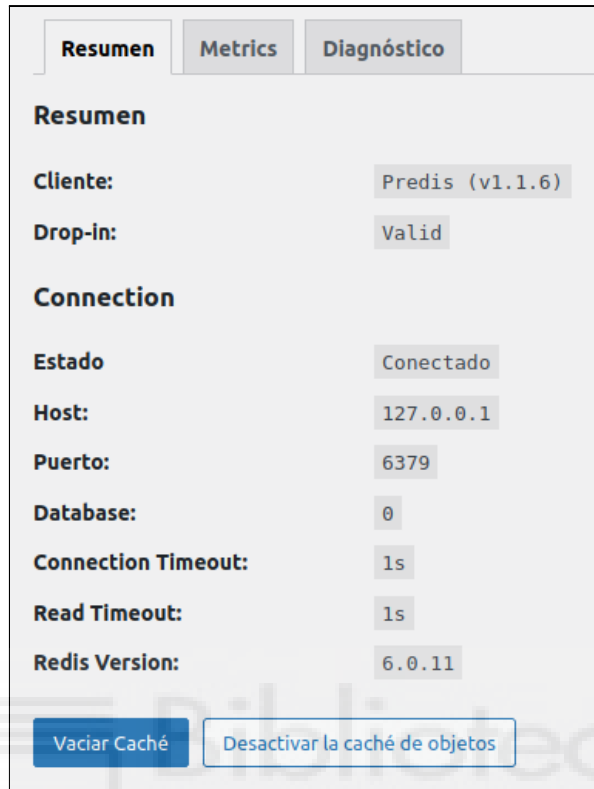 Resumen Metrics Diagnóstico
Resumen
Cliente: Predis (v1.1.6)
Drop-in: Valid
Connection
Estado Conectado
Host: 127.0.0.1
Puerto: 6379
Database: 0
Connection Timeout: 1s
Read Timeout: 1s
Redis Version: 6.0.11
Vaciar Caché Desactivar la caché de objetos